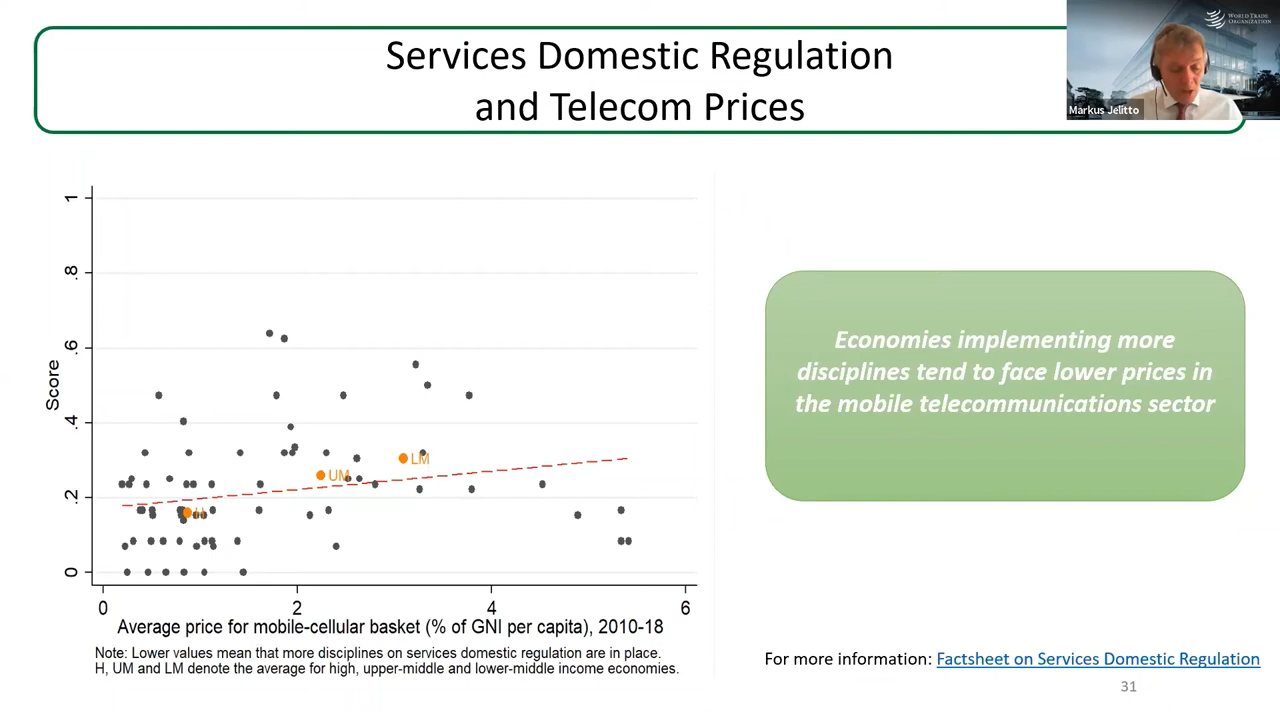 Services Domestic Regulation
and Telecom Prices
WORLD TRADE
ORGANIZATION
Markus Jelitto
Score
1
.8
.6
.4
.2
0
UM
LM
H
0 2 4 6
Average price for mobile-cellular basket (% of GNI per capita), 2010-18
Note: Lower values mean that more disciplines on services domestic regulation are in place.
H, UM and LM denote the average for high, upper-middle and lower-middle income economies.
Economies implementing more
disciplines tend to face lower prices in
the mobile telecommunications sector
For more information: Factsheet on Services Domestic Regulation
31